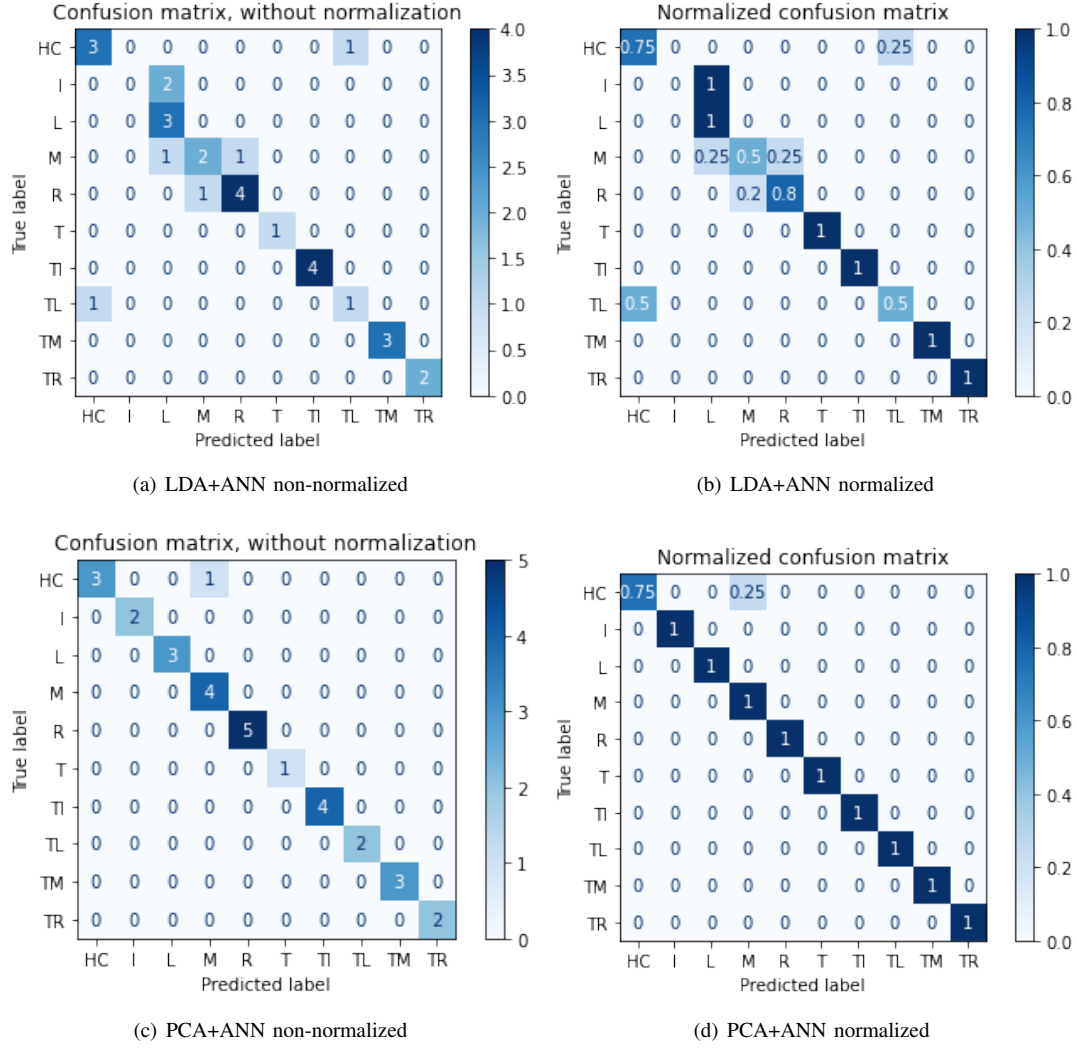 Confusion matrix, without normalization
HC 3 0 0 0 0 0 0 1 0 0
I 0 0 2 0 0 0 0 0 0 0
L 0 0 3 0 0 0 0 0 0 0
M 0 0 1 2 1 0 0 0 0 0
R 0 0 0 1 4 0 0 0 0 0
T 0 0 0 0 0 1 0 0 0 0
TI 0 0 0 0 0 0 4 0 0 0
TL 1 0 0 0 0 0 0 1 0 0
TM 0 0 0 0 0 0 0 0 3 0
TR 0 0 0 0 0 0 0 0 0 2
HC I L M R T TI TL TM TR
True label
Predicted label
4.0
3.5
3.0
2.5
2.0
1.5
1.0
0.5
0.0
(a) LDA+ANN non-normalized
Normalized confusion matrix
HC 0.75 0 0 0 0 0 0 0.25 0 0
I 0 0 1 0 0 0 0 0 0 0
L 0 0 1 0 0 0 0 0 0 0
M 0 0 0.25 0.5 0.25 0 0 0 0 0
R 0 0 0 0.2 0.8 0 0 0 0 0
T 0 0 0 0 0 1 0 0 0 0
TI 0 0 0 0 0 0 1 0 0 0
TL 0.5 0 0 0 0 0 0 0.5 0 0
TM 0 0 0 0 0 0 0 0 1 0
TR 0 0 0 0 0 0 0 0 0 1
HC I L M R T TI TL TM TR
True label
Predicted label
1.0
0.8
0.6
0.4
0.2
0.0
(b) LDA+ANN normalized
Confusion matrix, without normalization
HC 3 0 0 1 0 0 0 0 0 0
I 0 2 0 0 0 0 0 0 0 0
L 0 0 3 0 0 0 0 0 0 0
M 0 0 0 4 0 0 0 0 0 0
R 0 0 0 0 5 0 0 0 0 0
T 0 0 0 0 0 1 0 0 0 0
TI 0 0 0 0 0 0 4 0 0 0
TL 0 0 0 0 0 0 0 2 0 0
TM 0 0 0 0 0 0 0 0 3 0
TR 0 0 0 0 0 0 0 0 0 2
HC I L M R T TI TL TM TR
True label
Predicted label
5
4
3
2
1
0
(c) PCA+ANN non-normalized
Normalized confusion matrix
HC 0.75 0 0 0.25 0 0 0 0 0 0
I 0 1 0 0 0 0 0 0 0 0
L 0 0 1 0 0 0 0 0 0 0
M 0 0 0 1 0 0 0 0 0 0
R 0 0 0 0 1 0 0 0 0 0
T 0 0 0 0 0 1 0 0 0 0
TI 0 0 0 0 0 0 1 0 0 0
TL 0 0 0 0 0 0 0 1 0 0
TM 0 0 0 0 0 0 0 0 1 0
TR 0 0 0 0 0 0 0 0 0 1
HC I L M R T TI TL TM TR
True label
Predicted label
1.0
0.8
0.6
0.4
0.2
0.0
(d) PCA+ANN normalized